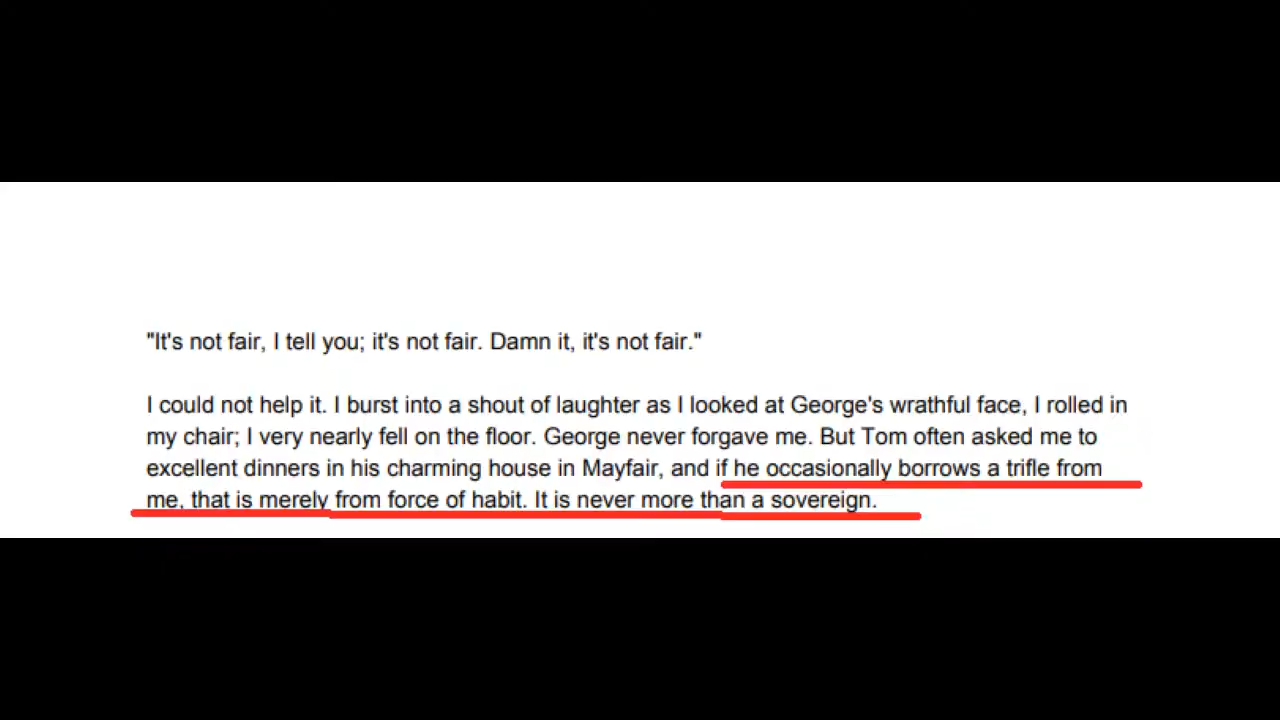 "It's not fair, I tell you; it's not fair. Damn it, it's not fair."
I could not help it. I burst into a shout of laughter as I looked at George's wrathful face, I rolled in
my chair; I very nearly fell on the floor. George never forgave me. But Tom often asked me to
excellent dinners in his charming house in Mayfair, and if he occasionally borrows a trifle from
me, that is merely from force of habit. It is never more than a sovereign.